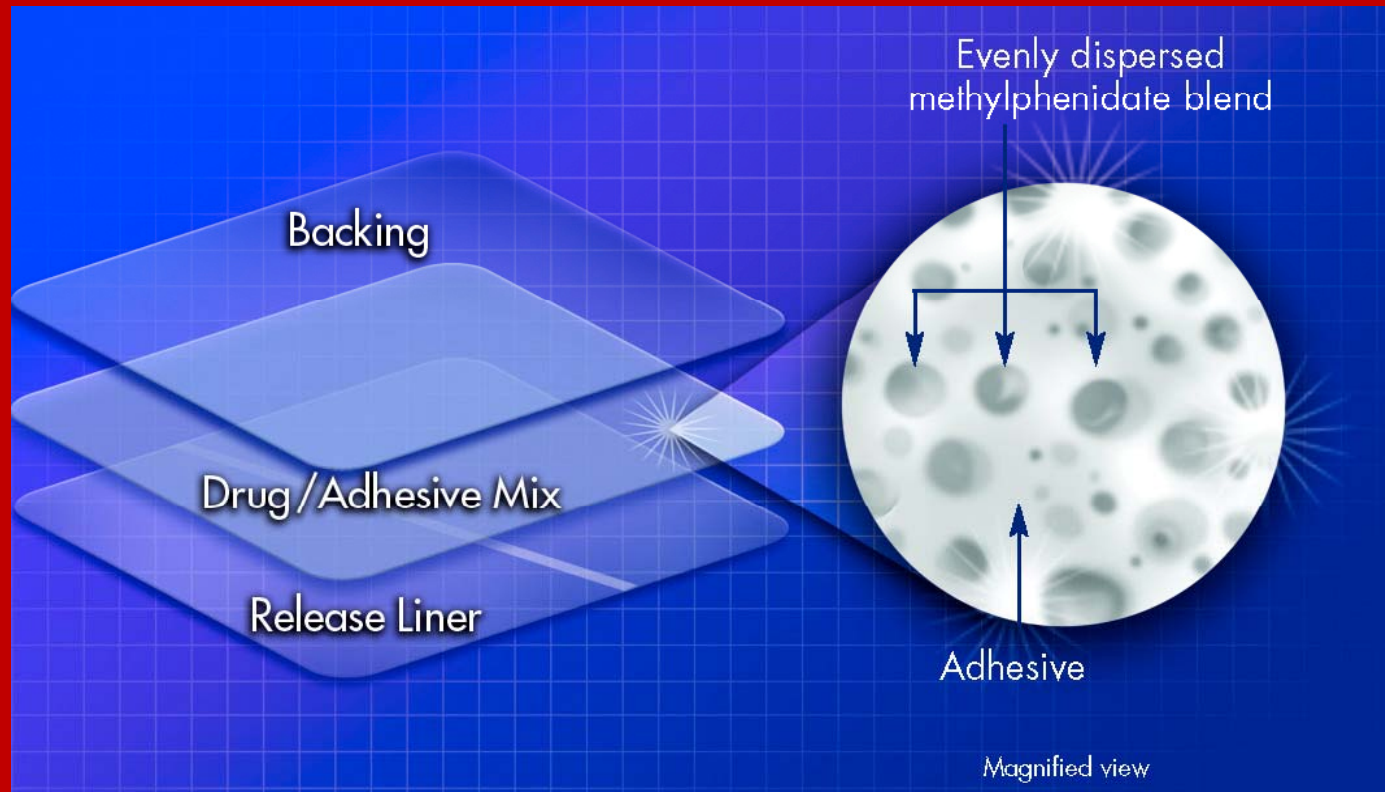 Evenly dispersed
methylphenidate blend
Backing
Drug/Adhesive Mix
Release Liner
Adhesive
Magnified view